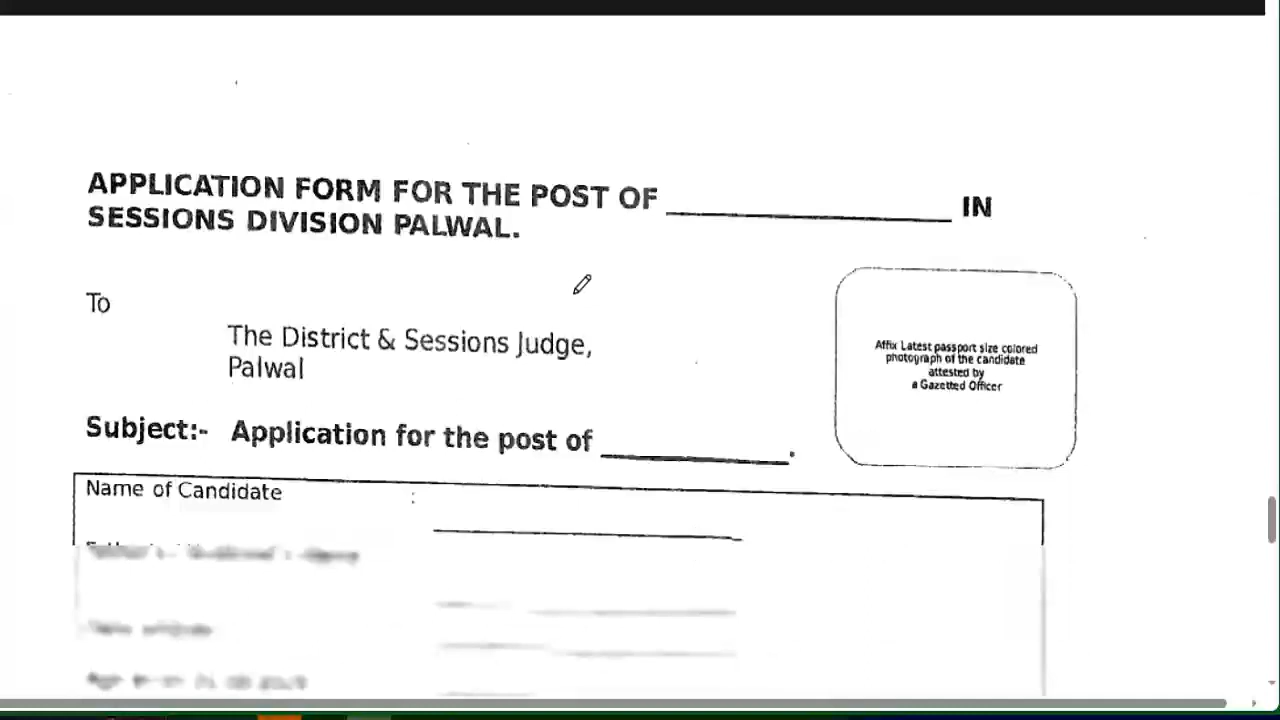 APPLICATION FORM FOR THE POST OF ____________________ IN
SESSIONS DIVISION PALWAL.
To
The District & Sessions Judge,
Palwal
Affix Latest passport size colored
photograph of the candidate
attested by
a Gazetted Officer
Subject:- Application for the post of ______________.
Name of Candidate :